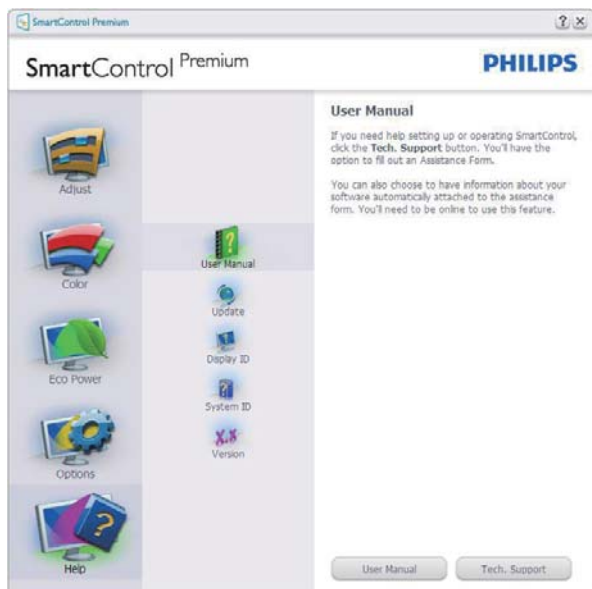 SmartControl Premium
? X
SmartControl Premium
PHILIPS
Adjust
Color
Eco Power
Options
Help
User Manual
Update
Display ID
System ID
X.X
Version
User Manual
If you need help setting up or operating SmartControl,
click the Tech. Support button. You'll have the
option to fill out an Assistance Form.
You can also choose to have information about your
software automatically attached to the assistance
form. You'll need to be online to use this feature.
User Manual
Tech. Support